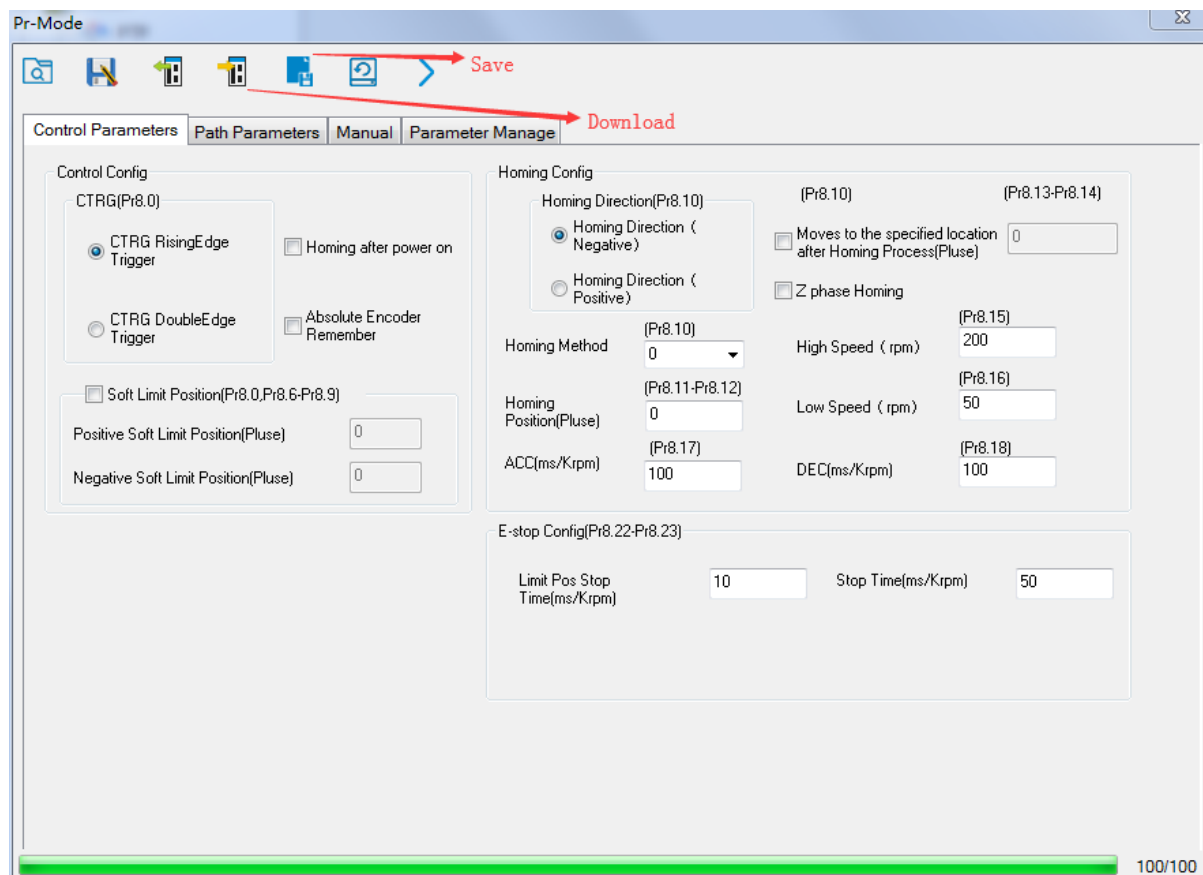 Pr-Mode
Save
Download
Control Parameters
Path Parameters
Manual
Parameter Manage
Control Config
CTRG(Pr8.0)
CTRG RisingEdge
Trigger
Homing after power on
CTRG DoubleEdge
Trigger
Absolute Encoder
Remember
Soft Limit Position(Pr8.0,Pr8.6-Pr8.9)
Positive Soft Limit Position(Pluse)
0
Negative Soft Limit Position(Pluse)
0
Homing Config
Homing Direction(Pr8.10)
Homing Direction (
Negative)
Homing Direction (
Positive)
(Pr8.10)
(Pr8.13-Pr8.14)
Moves to the specified location
after Homing Process(Pluse)
0
Z phase Homing
(Pr8.10)
Homing Method
0
(Pr8.15)
High Speed (rpm)
200
(Pr8.11-Pr8.12)
Homing
Position(Pluse)
0
(Pr8.16)
Low Speed (rpm)
50
(Pr8.17)
ACC(ms/Krpm)
100
(Pr8.18)
DEC(ms/Krpm)
100
E-stop Config(Pr8.22-Pr8.23)
Limit Pos Stop
Time(ms/Krpm)
10
Stop Time(ms/Krpm)
50
100/100